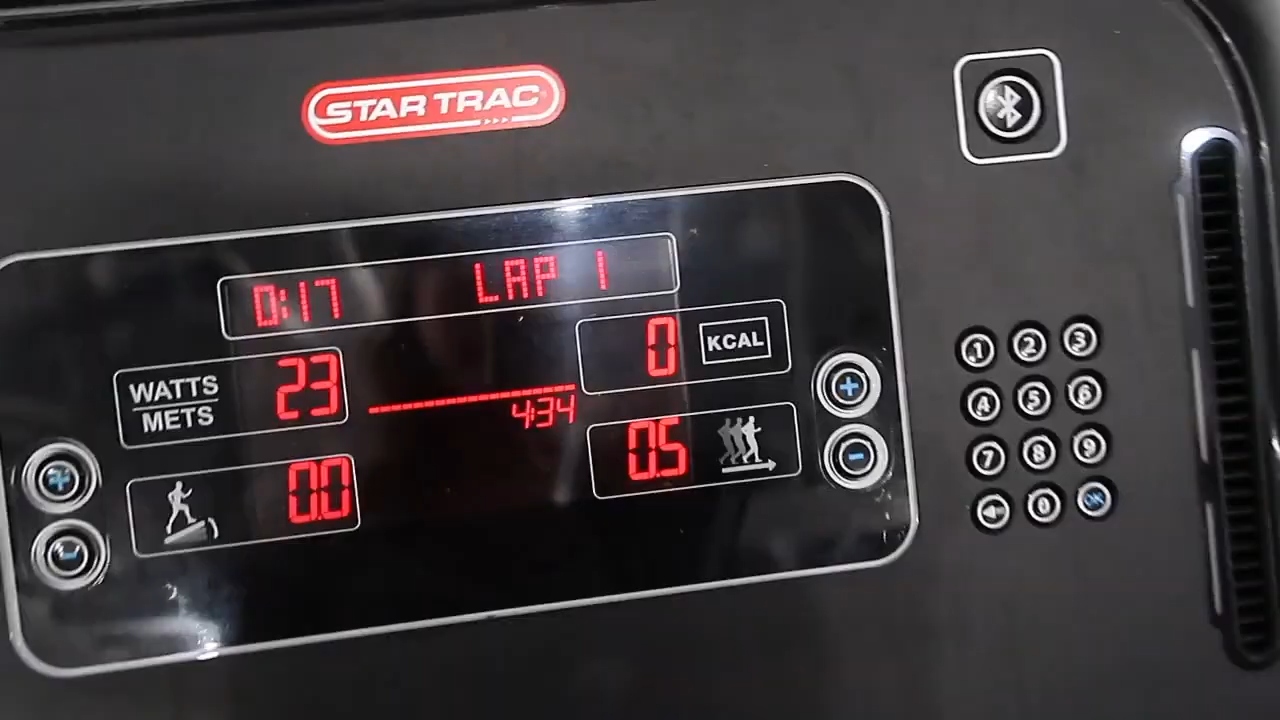 STAR TRAC
0:17 LAP 1
WATTS
METS
23
0 KCAL
4:34
0.0
0.5
+
-
+
-
1 2 3
4 5 6
7 8 9
0 OK